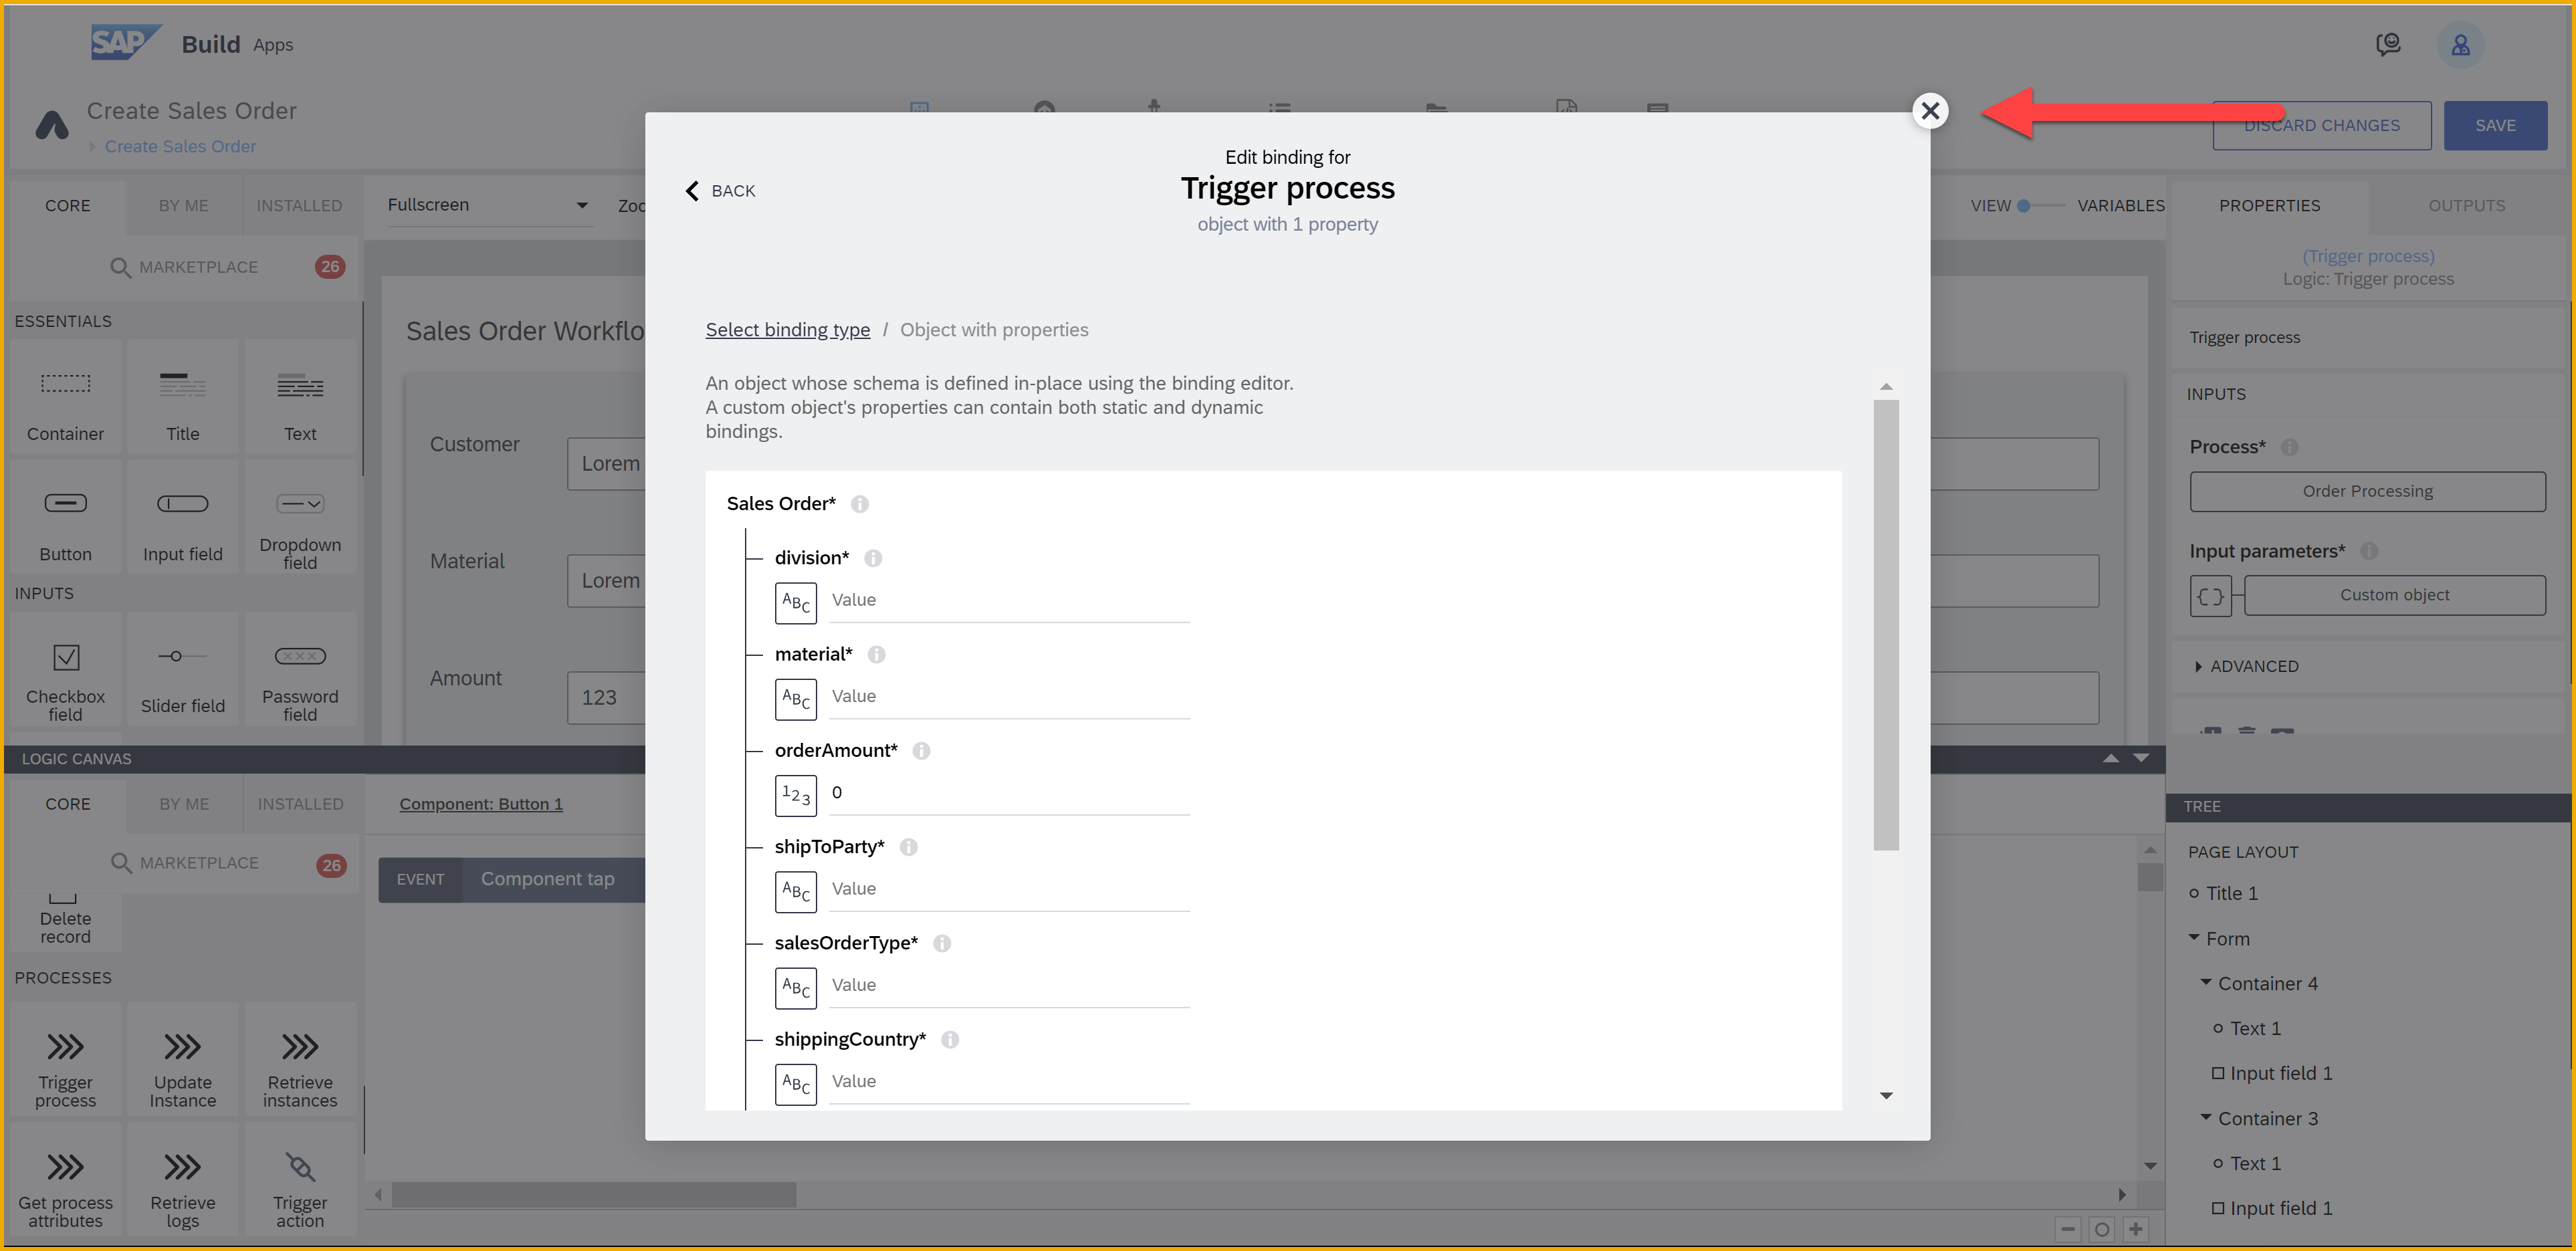 SAP Build Apps
Create Sales Order
Create Sales Order
DISCARD CHANGES
SAVE
CORE
BY ME
INSTALLED
MARKETPLACE
26
ESSENTIALS
Container
Title
Text
Button
Input field
Dropdown
field
INPUTS
Checkbox
field
Slider field
Password
field
Fullscreen
Zoo
VIEW
VARIABLES
Sales Order Workflo
Customer
Lorem
Material
Lorem
Amount
123
Edit binding for
BACK
Trigger process
object with 1 property
Select binding type / Object with properties
An object whose schema is defined in-place using the binding editor.
A custom object's properties can contain both static and dynamic
bindings.
Sales Order*
division*
ABC Value
material*
ABC Value
orderAmount*
123 0
shipToParty*
ABC Value
salesOrderType*
ABC Value
shippingCountry*
ABC Value
PROPERTIES
OUTPUTS
(Trigger process)
Logic: Trigger process
Trigger process
INPUTS
Process*
Order Processing
Input parameters*
{ } Custom object
ADVANCED
LOGIC CANVAS
CORE
BY ME
INSTALLED
MARKETPLACE
26
Delete
record
PROCESSES
Trigger
process
Update
Instance
Retrieve
instances
Get process
attributes
Retrieve
logs
Trigger
action
Component: Button 1
EVENT
Component tap
TREE
PAGE LAYOUT
Title 1
Form
Container 4
Text 1
Input field 1
Container 3
Text 1
Input field 1